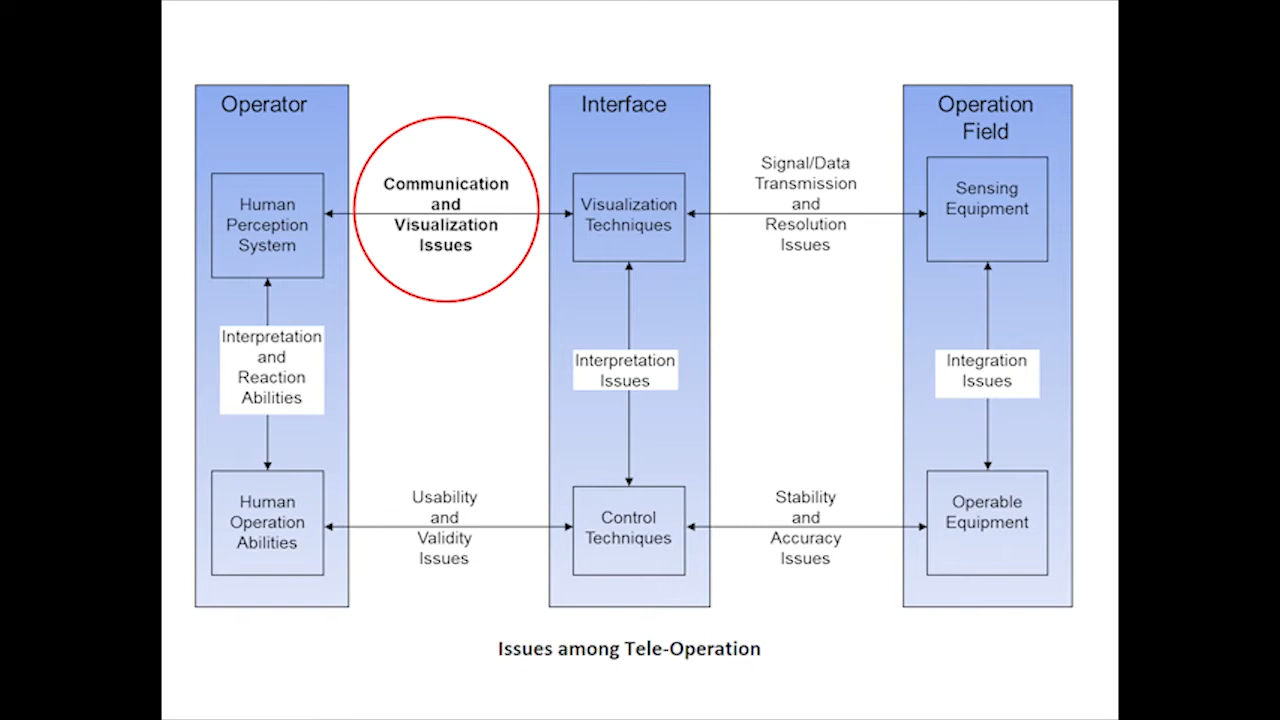 Operator
Interface
Operation
Field
Human
Perception
System
Communication
and
Visualization
Issues
Visualization
Techniques
Signal/Data
Transmission
and
Resolution
Issues
Sensing
Equipment
Interpretation
and
Reaction
Abilities
Interpretation
Issues
Integration
Issues
Human
Operation
Abilities
Usability
and
Validity
Issues
Control
Techniques
Stability
and
Accuracy
Issues
Operable
Equipment
Issues among Tele-Operation